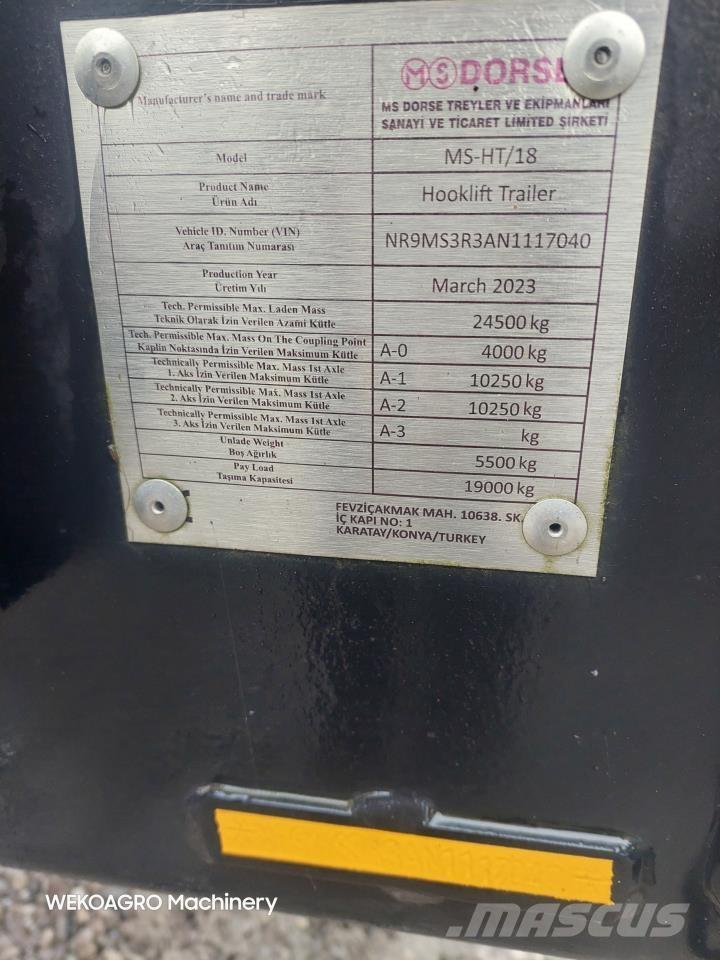 Manufacturer's name and trade mark
MS DORSE
MS DORSE TREYLER VE EKİPMANLARI
SANAYİ VE TİCARET LİMİTED ŞİRKETİ
Model
MS-HT/18
Product Name
Ürün Adı
Hooklift Trailer
Vehicle ID. Number (VIN)
Araç Tanıtım Numarası
NR9MS3R3AN1117040
Production Year
Üretim Yılı
March 2023
Tech. Permissible Max. Laden Mass
Teknik Olarak İzin Verilen Azami Kütle
24500 kg
Tech. Permissible Max. Mass On The Coupling Point
Kaplin Noktasında İzin Verilen Maksimum Kütle
A-0 4000 kg
Technically Permissible Max. Mass 1st Axle
1. Aks İzin Verilen Maksimum Kütle
A-1 10250 kg
Technically Permissible Max. Mass 1st Axle
2. Aks İzin Verilen Maksimum Kütle
A-2 10250 kg
Technically Permissible Max. Mass 1st Axle
3. Aks İzin Verilen Maksimum Kütle
A-3 kg
Unlade Weight
Boş Ağırlık
5500 kg
Pay Load
Taşıma Kapasitesi
19000 kg
FEVZİÇAKMAK MAH. 10638. SK.
İÇ KAPI NO: 1
KARATAY/KONYA/TURKEY
WEKOAGRO Machinery
MASCUS